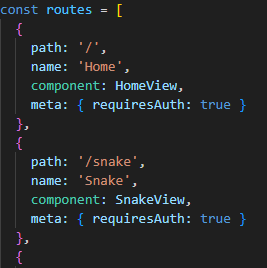 const routes = [
{
path: '/',
name: 'Home',
component: HomeView,
meta: { requiresAuth: true }
},
{
path: '/snake',
name: 'Snake',
component: SnakeView,
meta: { requiresAuth: true }
},
{